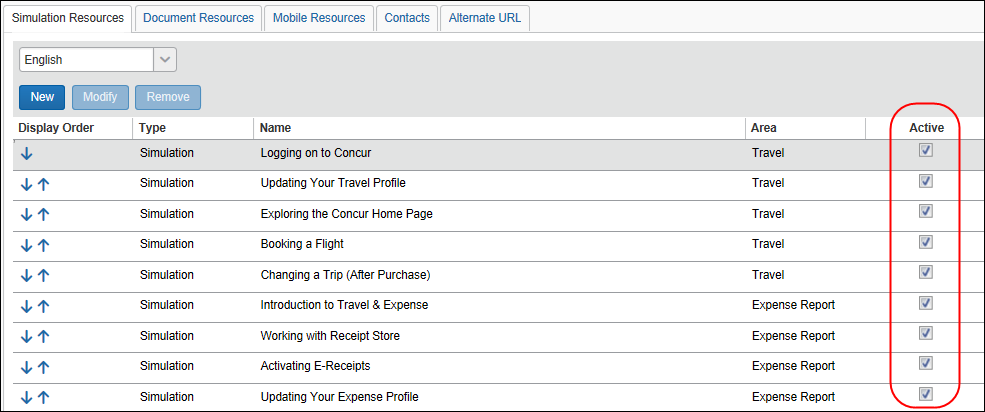 Simulation Resources Document Resources Mobile Resources Contacts Alternate URL
English
New Modify Remove
Display Order Type Name Area Active
Simulation Logging on to Concur Travel
Simulation Updating Your Travel Profile Travel
Simulation Exploring the Concur Home Page Travel
Simulation Booking a Flight Travel
Simulation Changing a Trip (After Purchase) Travel
Simulation Introduction to Travel & Expense Expense Report
Simulation Working with Receipt Store Expense Report
Simulation Activating E-Receipts Expense Report
Simulation Updating Your Expense Profile Expense Report